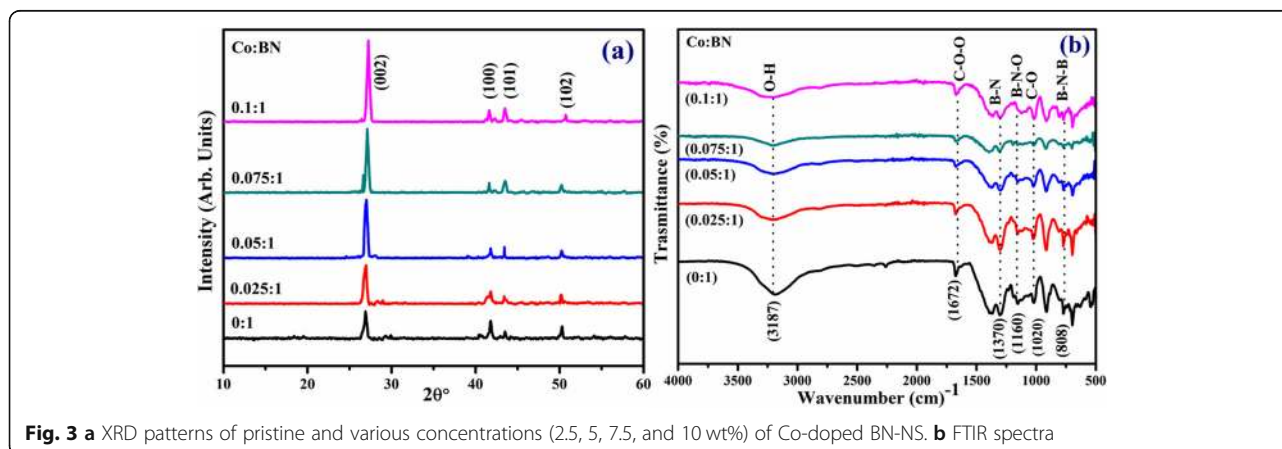 Co:BN
(a)
(002)
(100)
(101)
(102)
0.1:1
0.075:1
0.05:1
0.025:1
0:1
Intensity (Arb. Units)
10 20 30 40 50 60
2θ°
Co:BN
(b)
O-H
C-O-O
B-N
B-N-O
C-O
B-N-B
(0.1:1)
(0.075:1)
(0.05:1)
(0.025:1)
(0:1)
(3187)
(1672)
(1370)
(1160)
(1020)
(808)
Trasmittance (%)
4000 3500 3000 2500 2000 1500 1000 500
Wavenumber (cm)-1
Fig. 3 a XRD patterns of pristine and various concentrations (2.5, 5, 7.5, and 10 wt%) of Co-doped BN-NS. b FTIR spectra